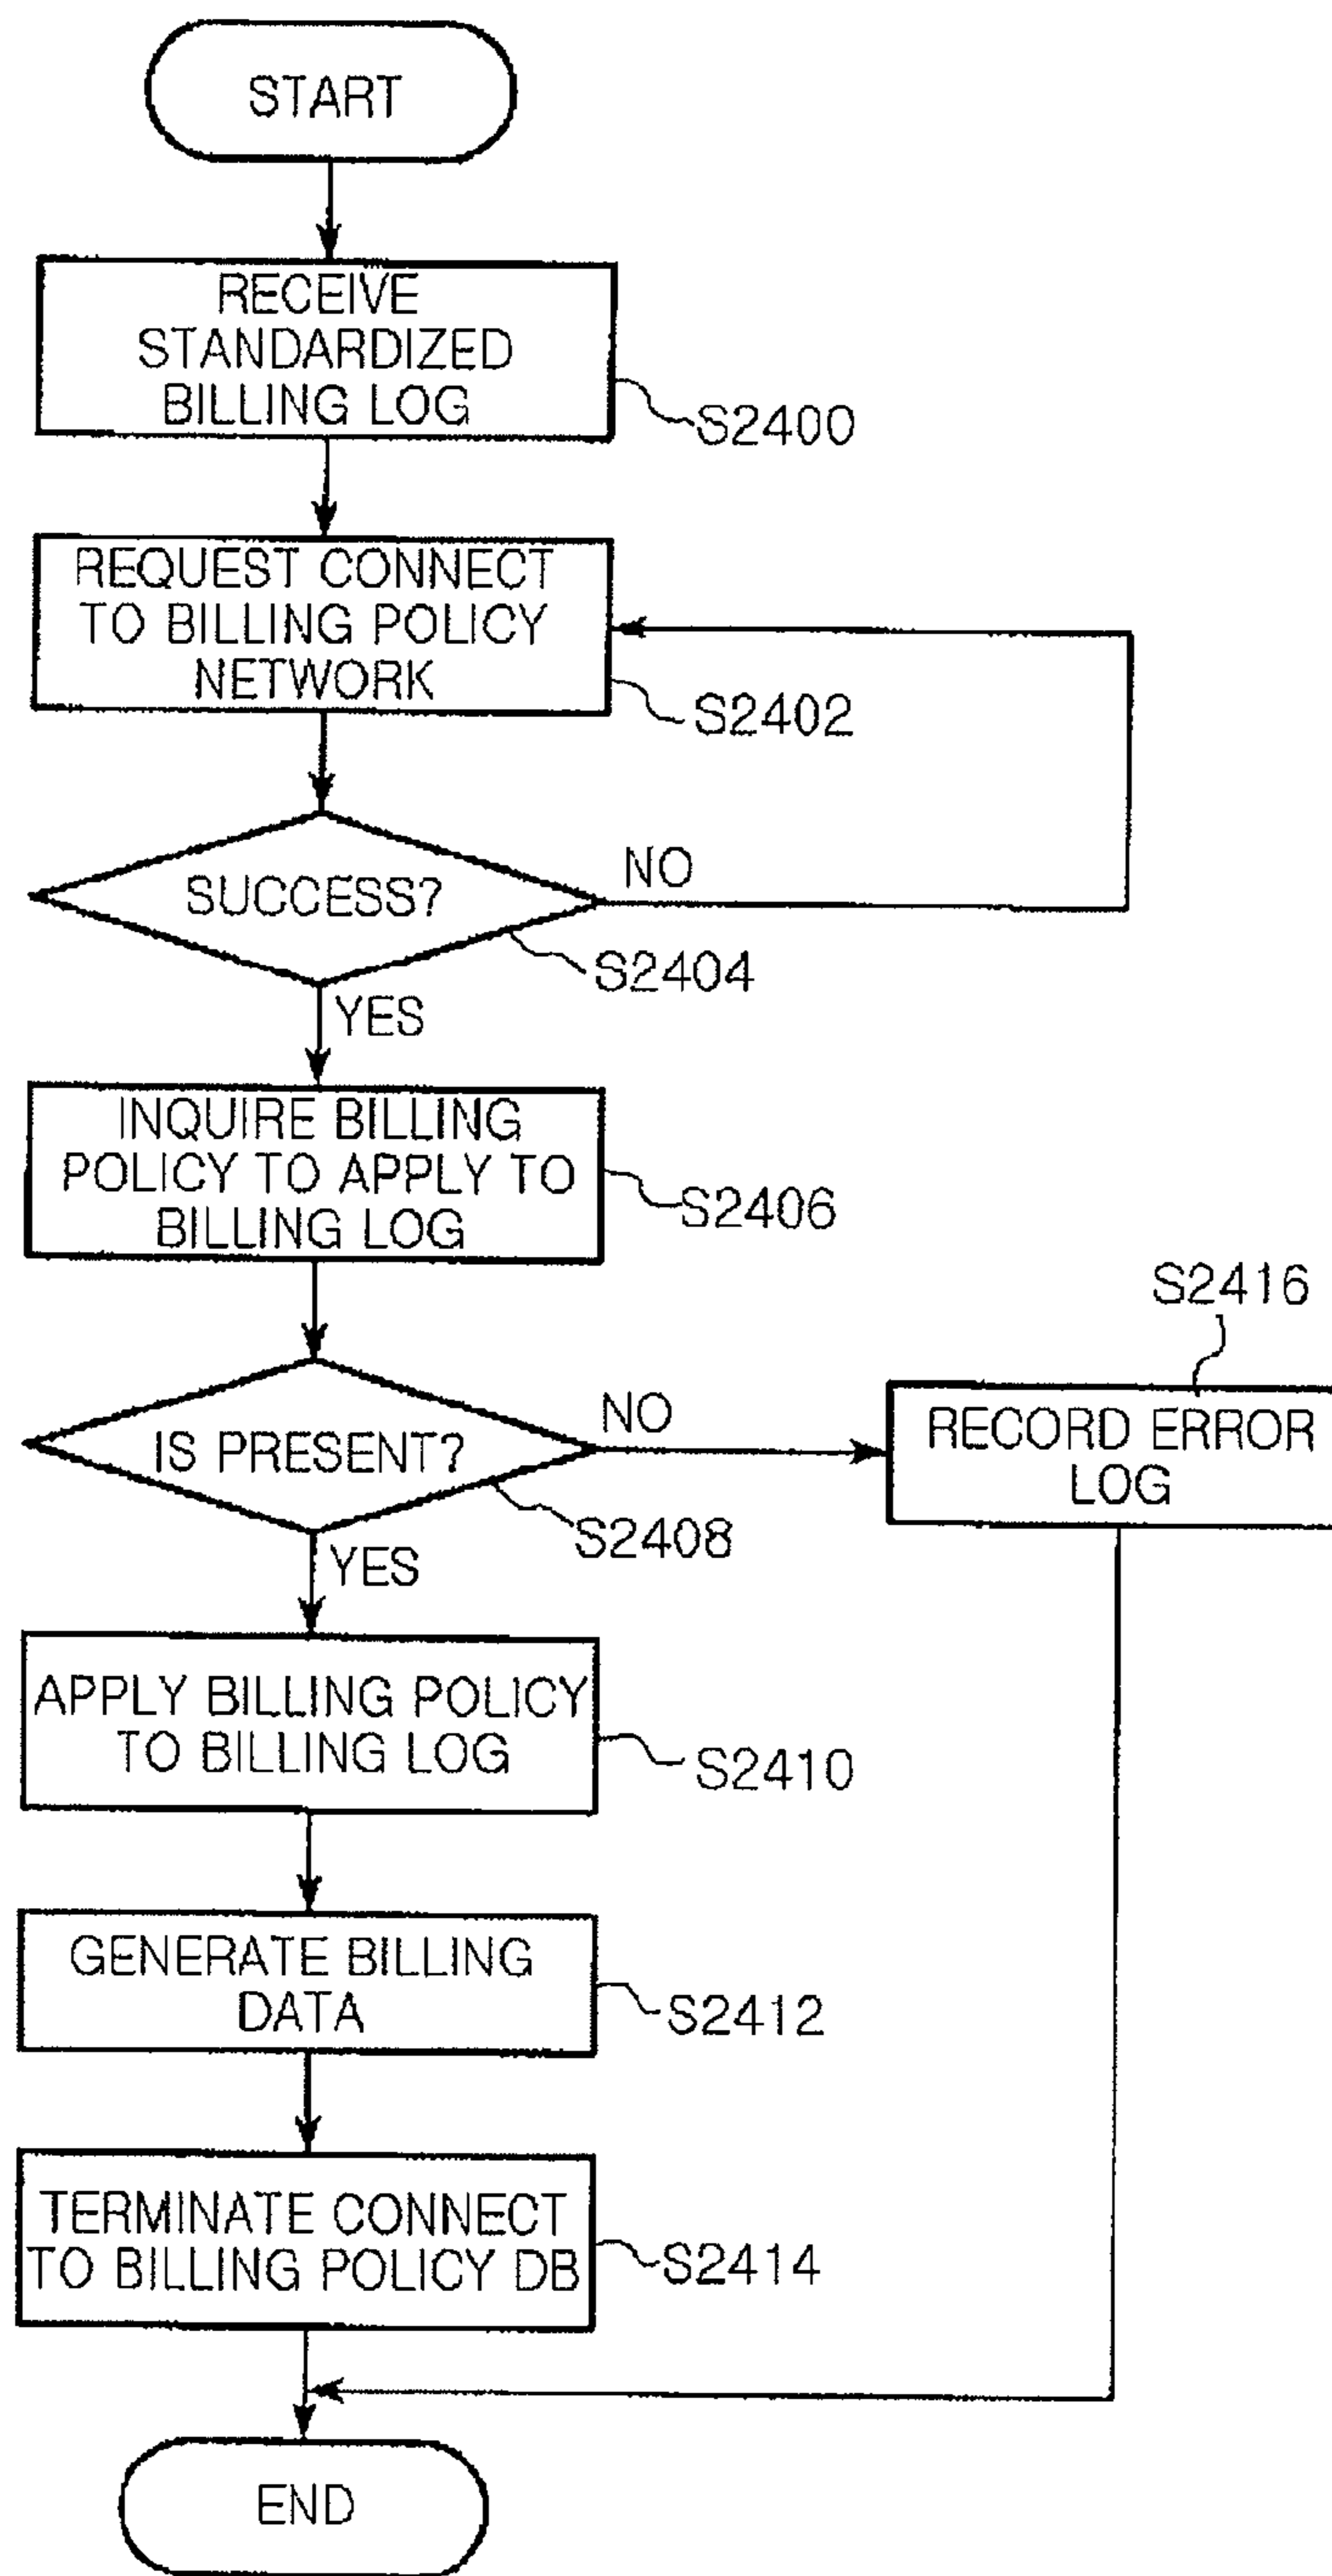 START
RECEIVE
STANDARDIZED
BILLING LOG
S2400
REQUEST CONNECT
TO BILLING POLICY
NETWORK
S2402
SUCCESS?
NO
S2404
YES
INQUIRE BILLING
POLICY TO APPLY TO
BILLING LOG
S2406
S2416
IS PRESENT?
NO
RECORD ERROR
LOG
S2408
YES
APPLY BILLING POLICY
TO BILLING LOG
S2410
GENERATE BILLING
DATA
S2412
TERMINATE CONNECT
TO BILLING POLICY DB
S2414
END